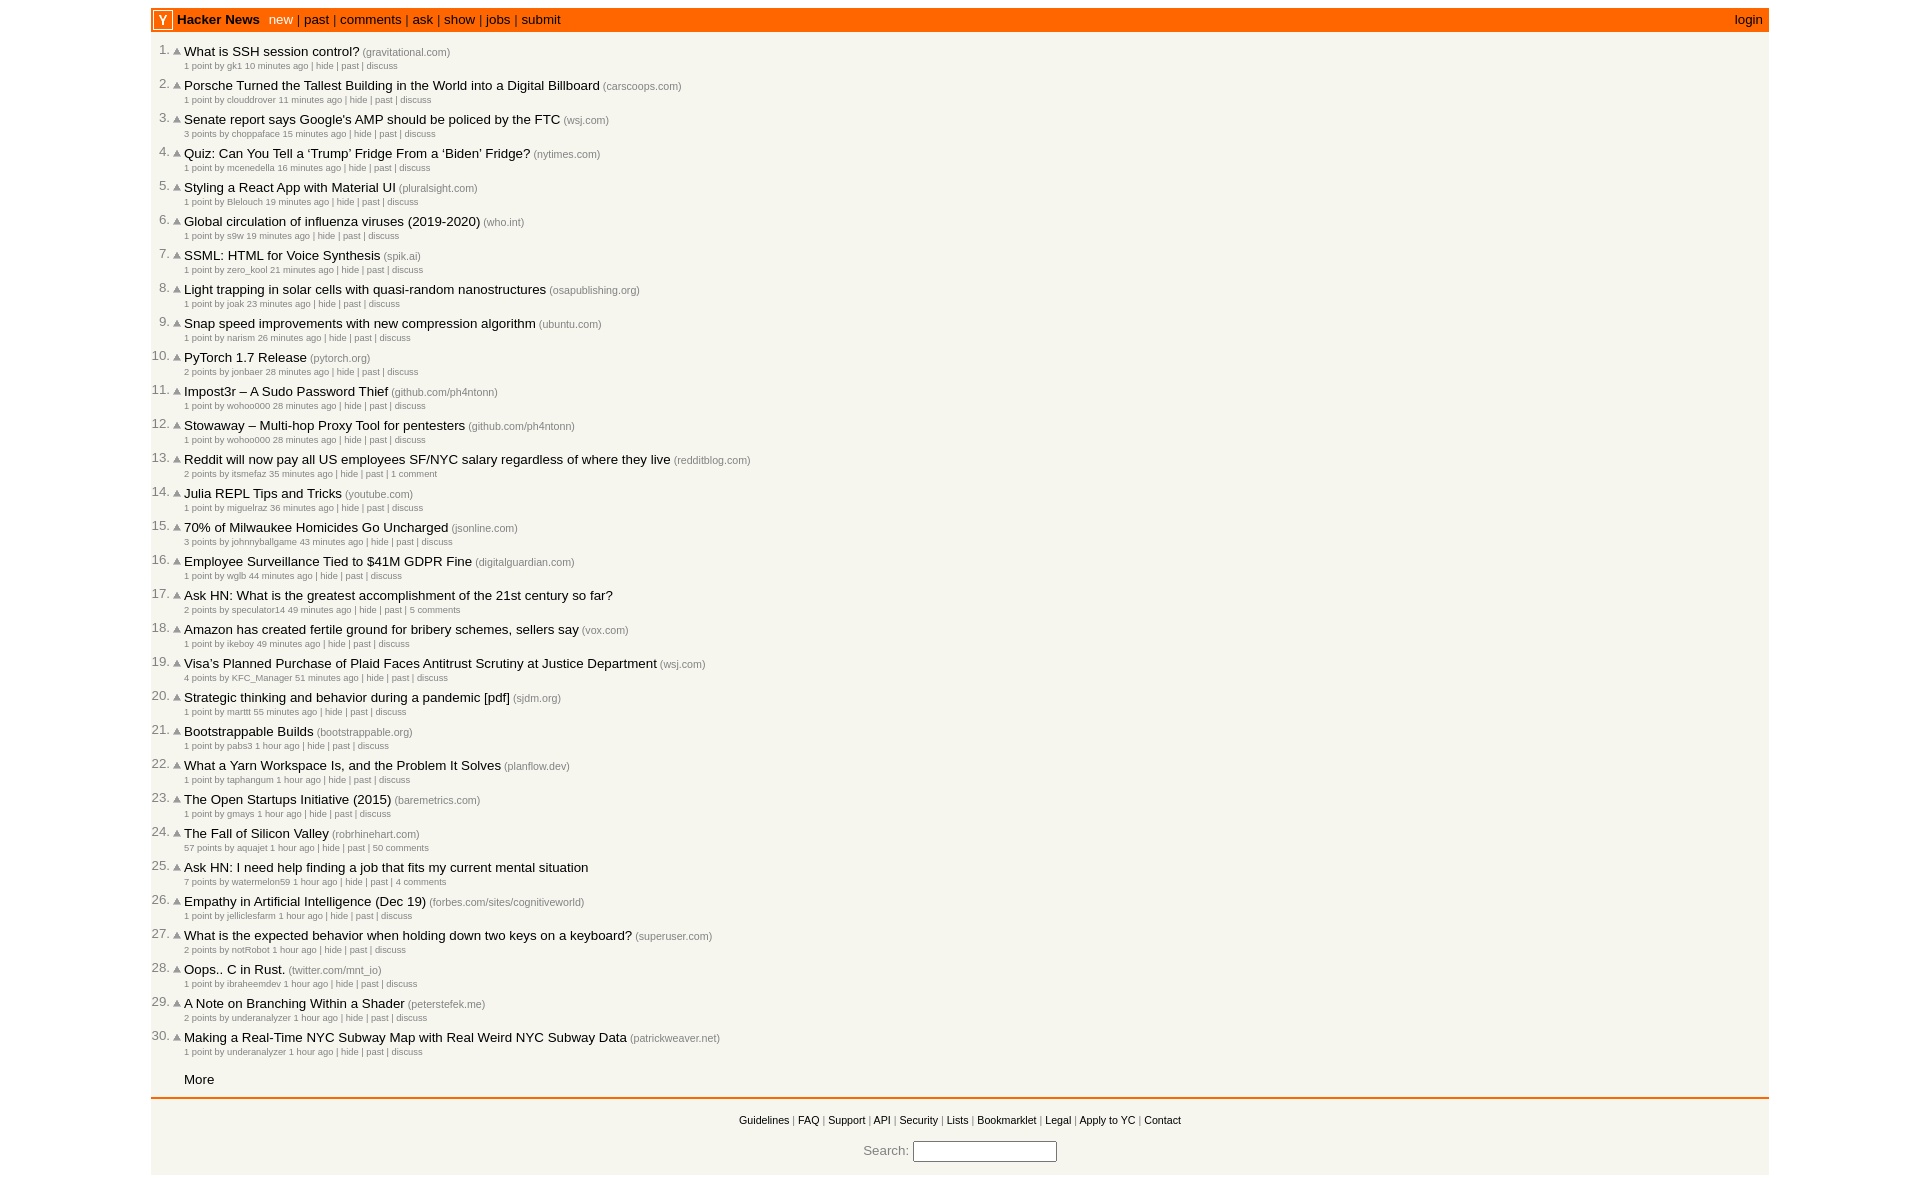 Y Hacker News new | past | comments | ask | show | jobs | submit login
1. What is SSH session control? (gravitational.com)
1 point by gk1 10 minutes ago | hide | past | discuss
2. Porsche Turned the Tallest Building in the World into a Digital Billboard (carscoops.com)
1 point by clouddrover 11 minutes ago | hide | past | discuss
3. Senate report says Google's AMP should be policed by the FTC (wsj.com)
3 points by choppaface 15 minutes ago | hide | past | discuss
4. Quiz: Can You Tell a ‘Trump’ Fridge From a ‘Biden’ Fridge? (nytimes.com)
1 point by mcenedella 16 minutes ago | hide | past | discuss
5. Styling a React App with Material UI (pluralsight.com)
1 point by Blelouch 19 minutes ago | hide | past | discuss
6. Global circulation of influenza viruses (2019-2020) (who.int)
1 point by s9w 19 minutes ago | hide | past | discuss
7. SSML: HTML for Voice Synthesis (spik.ai)
1 point by zero_kool 21 minutes ago | hide | past | discuss
8. Light trapping in solar cells with quasi-random nanostructures (osapublishing.org)
1 point by joak 23 minutes ago | hide | past | discuss
9. Snap speed improvements with new compression algorithm (ubuntu.com)
1 point by narism 26 minutes ago | hide | past | discuss
10. PyTorch 1.7 Release (pytorch.org)
2 points by jonbaer 28 minutes ago | hide | past | discuss
11. Impost3r – A Sudo Password Thief (github.com/ph4ntonn)
1 point by wohoo000 28 minutes ago | hide | past | discuss
12. Stowaway – Multi-hop Proxy Tool for pentesters (github.com/ph4ntonn)
1 point by wohoo000 28 minutes ago | hide | past | discuss
13. Reddit will now pay all US employees SF/NYC salary regardless of where they live (redditblog.com)
2 points by itsmefaz 35 minutes ago | hide | past | 1 comment
14. Julia REPL Tips and Tricks (youtube.com)
1 point by miguelraz 36 minutes ago | hide | past | discuss
15. 70% of Milwaukee Homicides Go Uncharged (jsonline.com)
3 points by johnnyballgame 43 minutes ago | hide | past | discuss
16. Employee Surveillance Tied to $41M GDPR Fine (digitalguardian.com)
1 point by wglb 44 minutes ago | hide | past | discuss
17. Ask HN: What is the greatest accomplishment of the 21st century so far?
2 points by speculator14 49 minutes ago | hide | past | 5 comments
18. Amazon has created fertile ground for bribery schemes, sellers say (vox.com)
1 point by ikeboy 49 minutes ago | hide | past | discuss
19. Visa’s Planned Purchase of Plaid Faces Antitrust Scrutiny at Justice Department (wsj.com)
4 points by KFC_Manager 51 minutes ago | hide | past | discuss
20. Strategic thinking and behavior during a pandemic [pdf] (sjdm.org)
1 point by marttt 55 minutes ago | hide | past | discuss
21. Bootstrappable Builds (bootstrappable.org)
1 point by pabs3 1 hour ago | hide | past | discuss
22. What a Yarn Workspace Is, and the Problem It Solves (planflow.dev)
1 point by taphangum 1 hour ago | hide | past | discuss
23. The Open Startups Initiative (2015) (baremetrics.com)
1 point by gmays 1 hour ago | hide | past | discuss
24. The Fall of Silicon Valley (robrhinehart.com)
57 points by aquajet 1 hour ago | hide | past | 50 comments
25. Ask HN: I need help finding a job that fits my current mental situation
7 points by watermelon59 1 hour ago | hide | past | 4 comments
26. Empathy in Artificial Intelligence (Dec 19) (forbes.com/sites/cognitiveworld)
1 point by jelliclesfarm 1 hour ago | hide | past | discuss
27. What is the expected behavior when holding down two keys on a keyboard? (superuser.com)
2 points by notRobot 1 hour ago | hide | past | discuss
28. Oops.. C in Rust. (twitter.com/mnt_io)
1 point by ibraheemdev 1 hour ago | hide | past | discuss
29. A Note on Branching Within a Shader (peterstefek.me)
2 points by underanalyzer 1 hour ago | hide | past | discuss
30. Making a Real-Time NYC Subway Map with Real Weird NYC Subway Data (patrickweaver.net)
1 point by underanalyzer 1 hour ago | hide | past | discuss
More
Guidelines | FAQ | Support | API | Security | Lists | Bookmarklet | Legal | Apply to YC | Contact
Search: